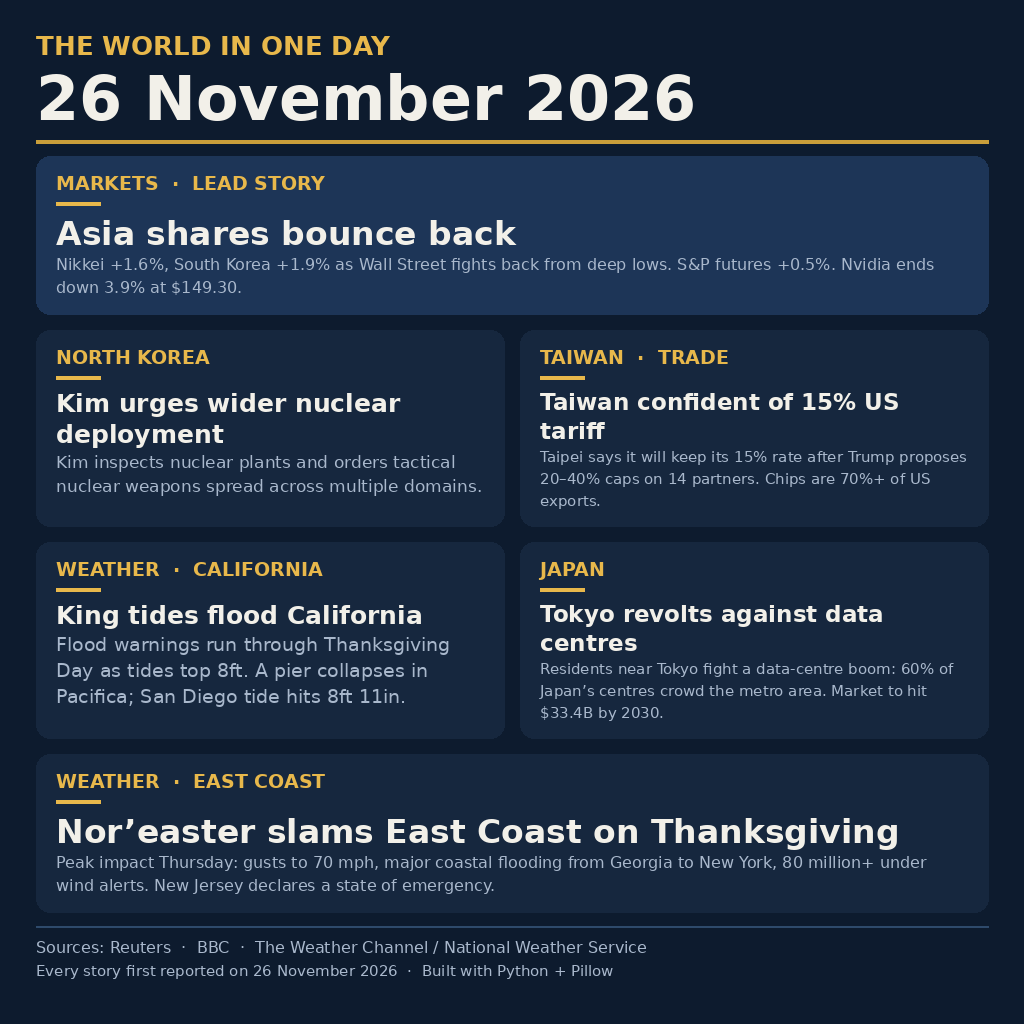 THE WORLD IN ONE DAY
26 November 2026
MARKETS · LEAD STORY
Asia shares bounce back
Nikkei +1.6%, South Korea +1.9% as Wall Street fights back from deep lows. S&P futures +0.5%. Nvidia ends
down 3.9% at $149.30.
NORTH KOREA
Kim urges wider nuclear
deployment
Kim inspects nuclear plants and orders tactical
nuclear weapons spread across multiple domains.
TAIWAN · TRADE
Taiwan confident of 15% US
tariff
Taipei says it will keep its 15% rate after Trump proposes
20–40% caps on 14 partners. Chips are 70%+ of US
exports.
WEATHER · CALIFORNIA
King tides flood California
Flood warnings run through Thanksgiving
Day as tides top 8ft. A pier collapses in
Pacifica; San Diego tide hits 8ft 11in.
JAPAN
Tokyo revolts against data
centres
Residents near Tokyo fight a data-centre boom: 60% of
Japan’s centres crowd the metro area. Market to hit
$33.4B by 2030.
WEATHER · EAST COAST
Nor’easter slams East Coast on Thanksgiving
Peak impact Thursday: gusts to 70 mph, major coastal flooding from Georgia to New York, 80 million+ under
wind alerts. New Jersey declares a state of emergency.
Sources: Reuters · BBC · The Weather Channel / National Weather Service
Every story first reported on 26 November 2026 · Built with Python + Pillow